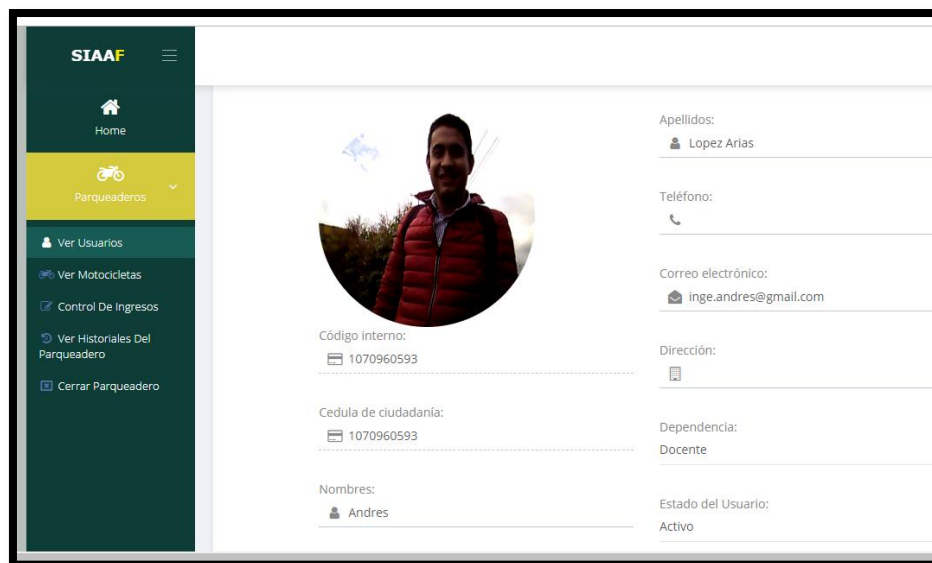 SIAAF
Home
Parqueaderos
Ver Usuarios
Ver Motocicletas
Control De Ingresos
Ver Historiales Del
Parqueadero
Cerrar Parqueadero
Código interno:
1070960593
Cedula de ciudadanía:
1070960593
Nombres:
Andres
Apellidos:
Lopez Arias
Teléfono:
Correo electrónico:
inge.andres@gmail.com
Dirección:
Dependencia:
Docente
Estado del Usuario:
Activo